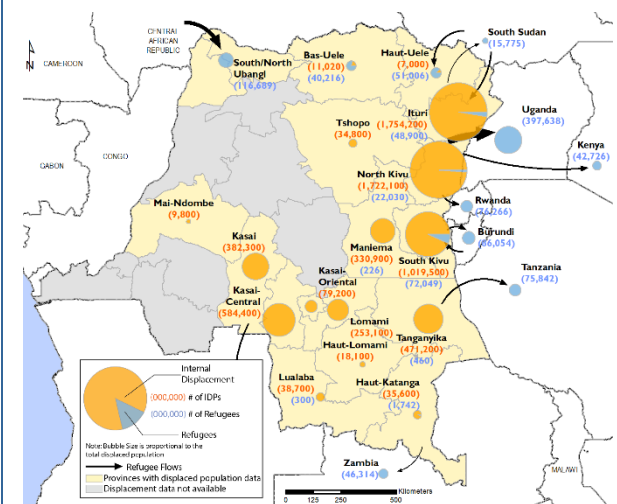 CENTRAL
AFRICAN
REPUBLIC
N
CAMEROON
GABON
CONGO
South/North
Ubangi
(116,689)
Bas-Uele
(11,020)
(40,216)
Haut-Uele
(7,000)
(51,006)
South Sudan
(15,775)
Ituri
(1,754,200)
(48,900)
Uganda
(397,638)
Kenya
(42,726)
Tshopo
(34,800)
North Kivu
(1,722,100)
(22,030)
Rwanda
(76,266)
Burundi
(86,054)
Mai-Ndombe
(9,800)
Kasai
(382,300)
Maniema
(330,900)
(226)
South Kivu
(1,019,500)
(72,049)
Tanzania
(75,842)
Kasai-
Oriental
(29,200)
Kasai-
Central
(584,400)
Lomami
(253,100)
Tanganyika
(471,200)
(460)
Haut-Lomami
(18,100)
Lualaba
(38,700)
(300)
Haut-Katanga
(35,600)
(1,742)
Zambia
(46,314)
MALAWI
Internal
Displacement
(000,000) # of IDPs
(000,000) # of Refugees
Refugees
Note: Bubble Size is proportional to the
total displaced population
Refugee Flows
Provinces with displaced population data
Displacement data not available
Kilometers
0 125 250 500